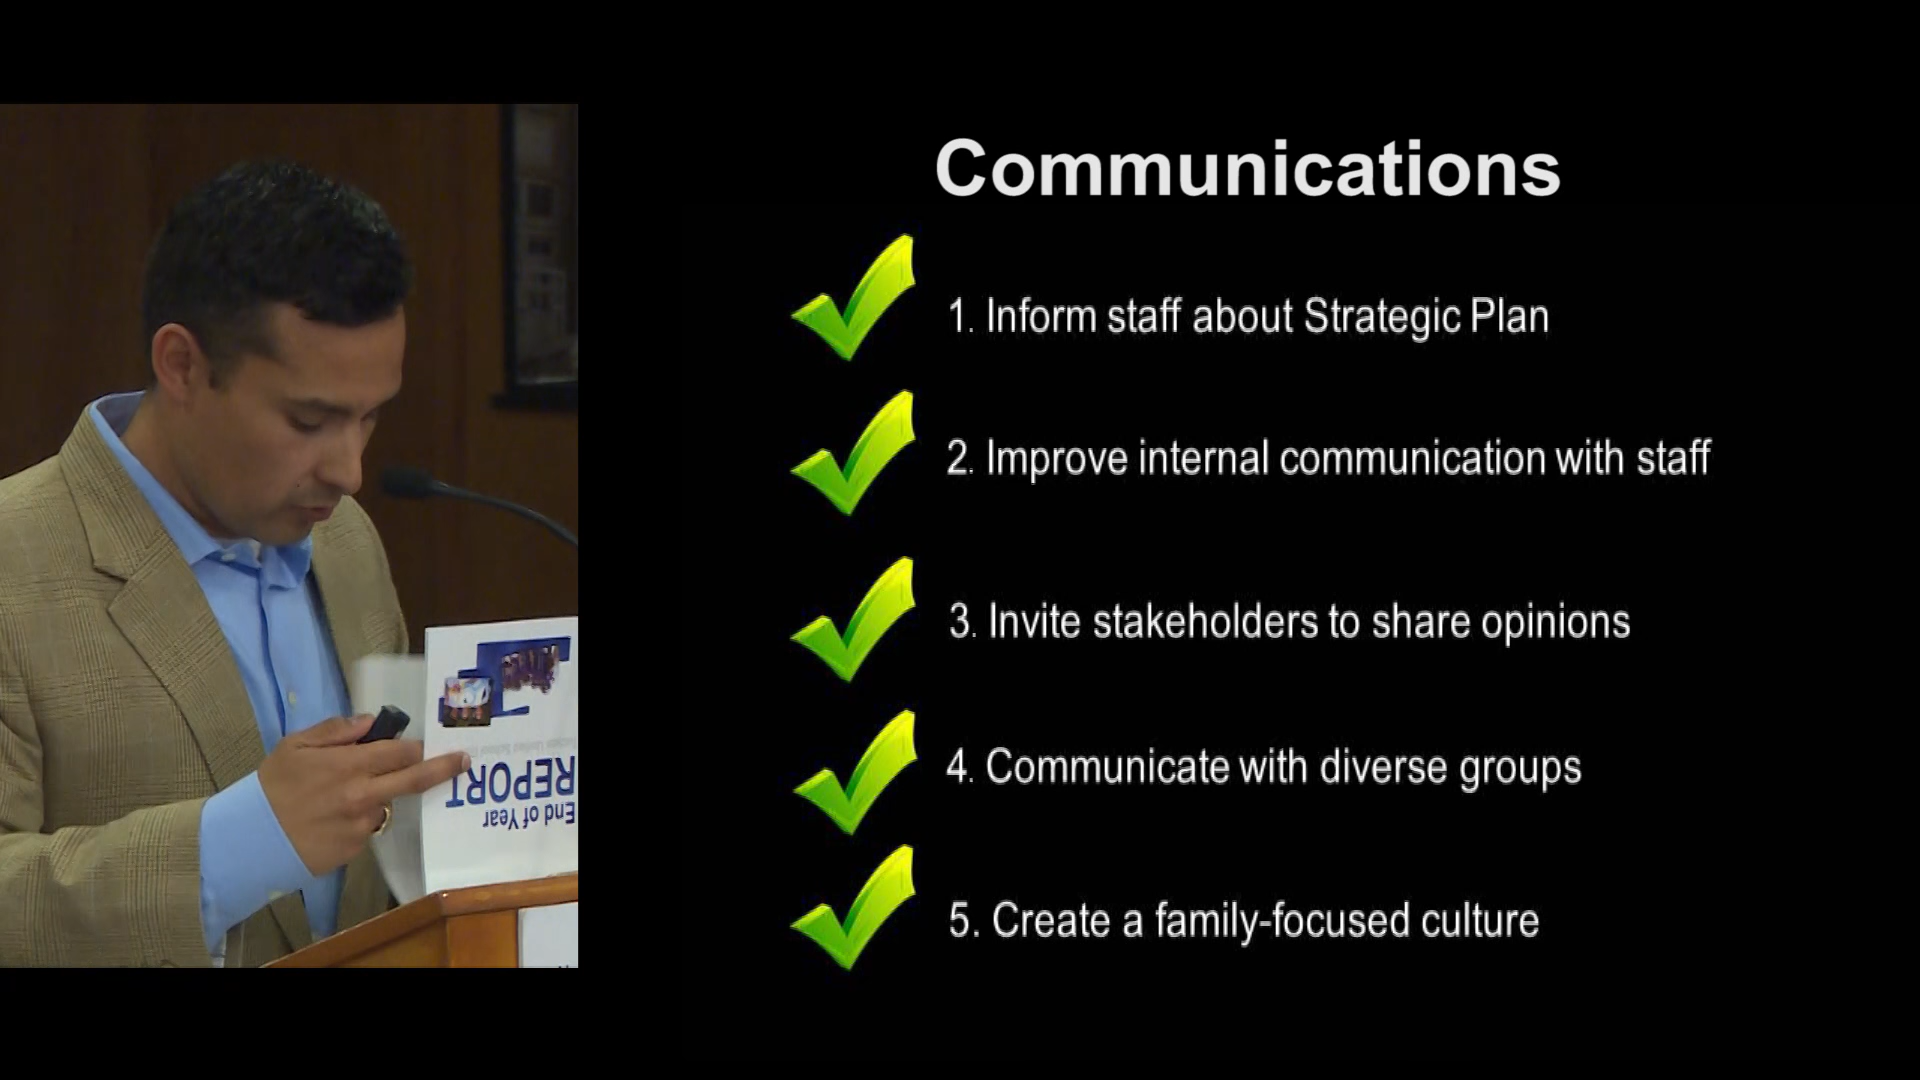 Communications
1. Inform staff about Strategic Plan
2. Improve internal communication with staff
3. Invite stakeholders to share opinions
4. Communicate with diverse groups
5. Create a family-focused culture
End of Year
REPORT